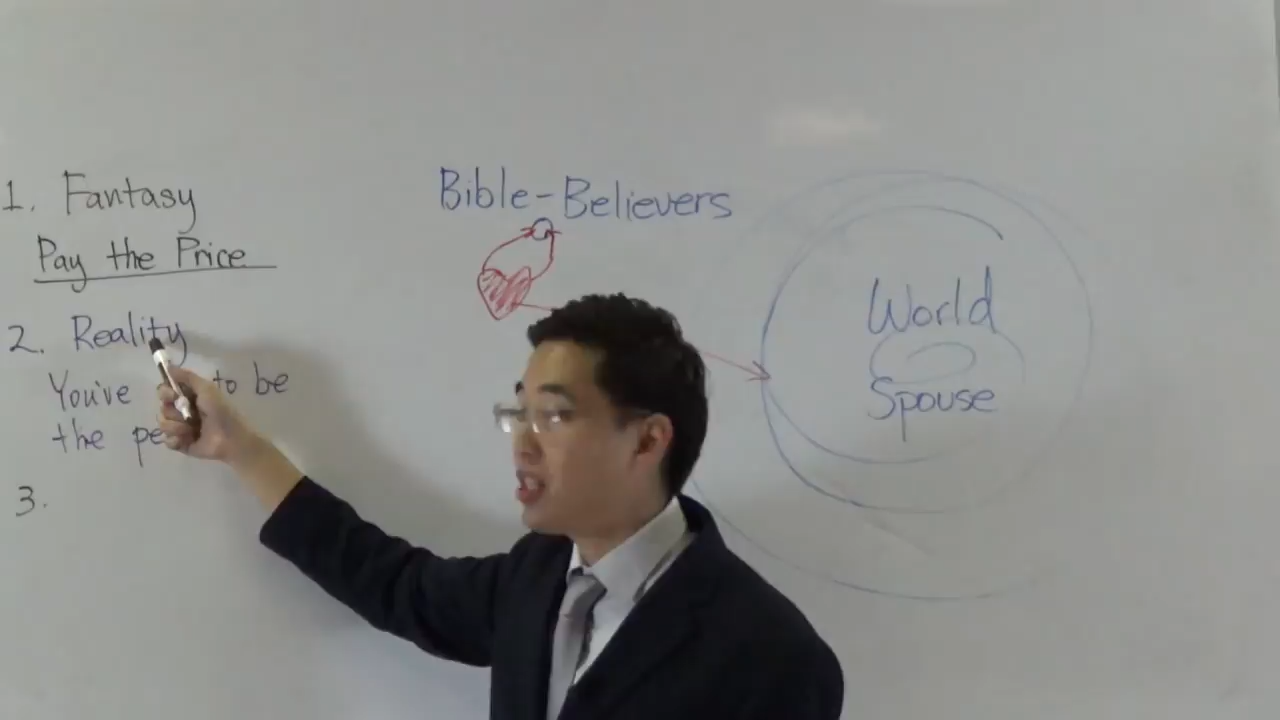 1. Fantasy
Pay the Price
2. Reality
You've to be
the
3.
Bible-Believers
World
Spouse